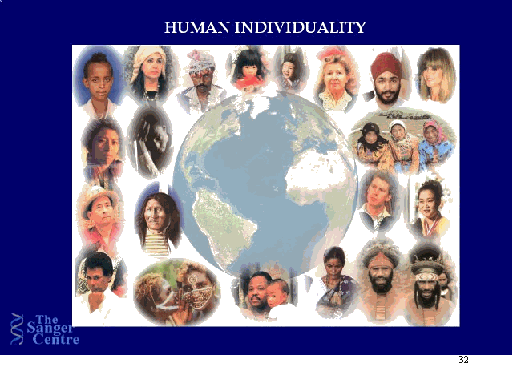 HUMAN INDIVIDUALITY
The
Sanger
Centre
32